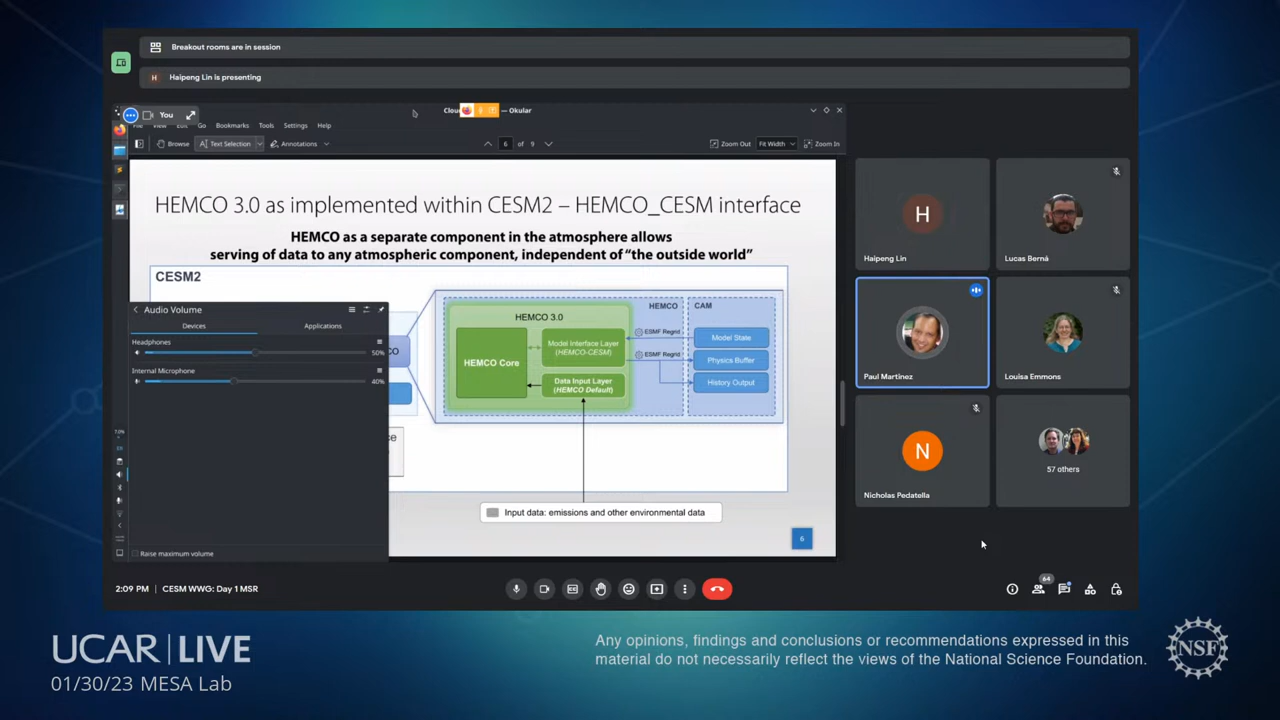 Breakout rooms are in session
H
Haipeng Lin is presenting
You
Clou
— Okular
View
Edit
Go
Bookmarks
Tools
Settings
Help
Browse
Text Selection
Annotations
6 of 9
Zoom Out
Fit Width
Zoom In
HEMCO 3.0 as implemented within CESM2 – HEMCO_CESM interface
HEMCO as a separate component in the atmosphere allows
serving of data to any atmospheric component, independent of “the outside world”
CESM2
HEMCO 3.0
HEMCO
CAM
HEMCO Core
Model Interface Layer
(HEMCO-CESM)
Data Input Layer
(HEMCO Default)
ESMF Regrid
ESMF Regrid
Model State
Physics Buffer
History Output
CO
ce
Input data: emissions and other environmental data
6
Audio Volume
Devices
Applications
Headphones
50%
Internal Microphone
40%
Raise maximum volume
H
Haipeng Lin
Lucas Berná
Paul Martinez
Louisa Emmons
N
Nicholas Pedatella
57 others
2:09 PM | CESM WWG: Day 1 MSR
64
UCAR | LIVE
01/30/23 MESA Lab
Any opinions, findings and conclusions or recommendations expressed in this
material do not necessarily reflect the views of the National Science Foundation.
NSF